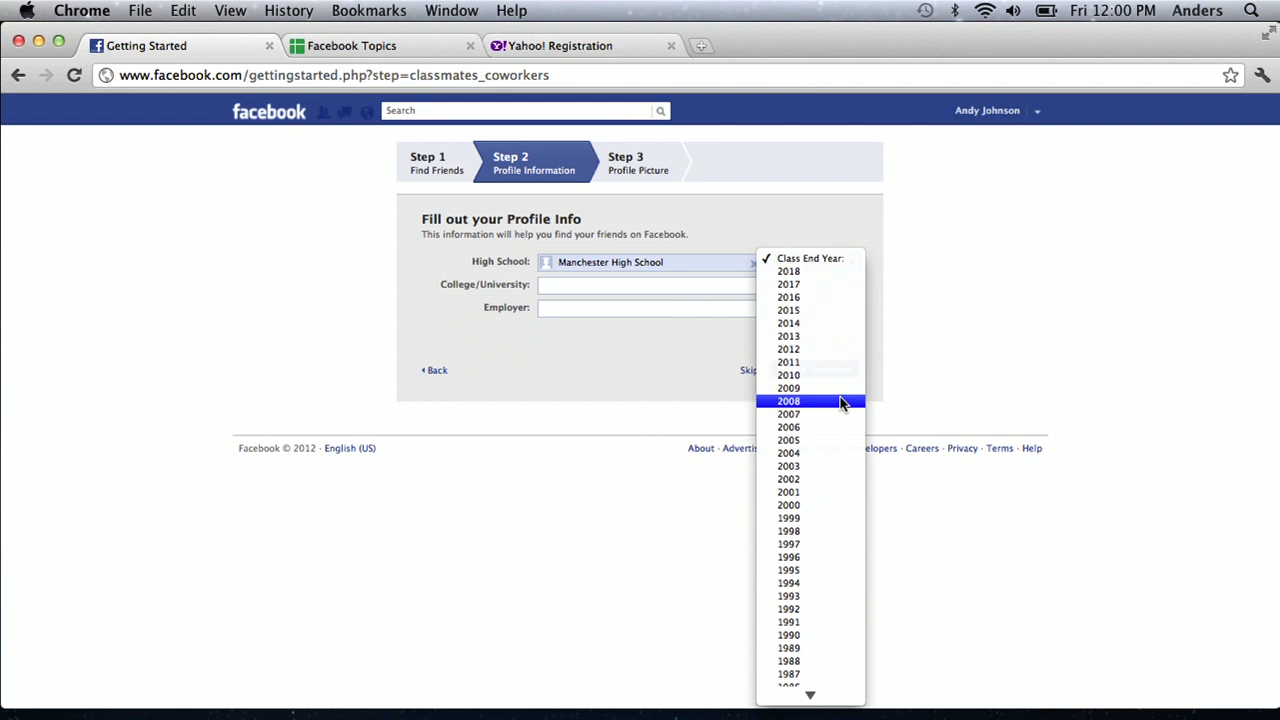 Chrome File Edit View History Bookmarks Window Help Fri 12:00 PM Anders
Getting Started Facebook Topics Yahoo! Registration
www.facebook.com/gettingstarted.php?step=classmates_coworkers
facebook Search Andy Johnson
Step 1 Step 2 Step 3
Find Friends Profile Information Profile Picture
Fill out your Profile Info
This information will help you find your friends on Facebook.
High School: Manchester High School
College/University:
Employer:
Back Skip
Class End Year:
2018
2017
2016
2015
2014
2013
2012
2011
2010
2009
2008
2007
2006
2005
2004
2003
2002
2001
2000
1999
1998
1997
1996
1995
1994
1993
1992
1991
1990
1989
1988
1987
Facebook © 2012 · English (US)
About · · Careers · Privacy · Terms · Help